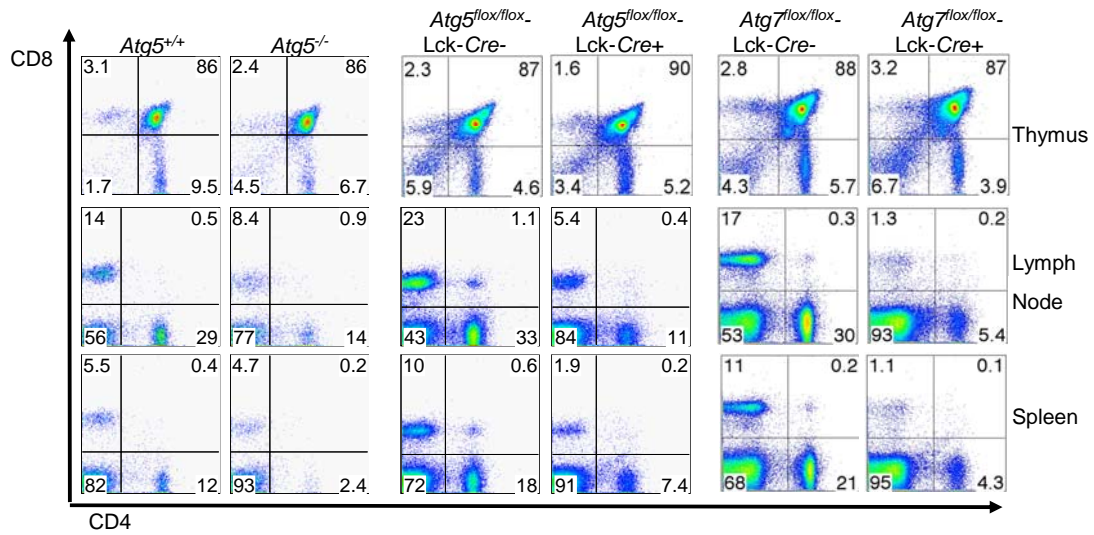 CD8
Atg5+/+
Atg5-/-
Atg5flox/flox-
Lck-Cre-
Atg5flox/flox-
Lck-Cre+
Atg7flox/flox-
Lck-Cre-
Atg7flox/flox-
Lck-Cre+
3.1 86 2.4 86 2.3 87 1.6 90 2.8 88 3.2 87
Thymus
1.7 9.5 4.5 6.7 5.9 4.6 3.4 5.2 4.3 5.7 6.7 3.9
14 0.5 8.4 0.9 23 1.1 5.4 0.4 17 0.3 1.3 0.2
Lymph
Node
56 29 77 14 43 33 84 11 53 30 93 5.4
5.5 0.4 4.7 0.2 10 0.6 1.9 0.2 11 0.2 1.1 0.1
Spleen
82 12 93 2.4 72 18 91 7.4 68 21 95 4.3
CD4